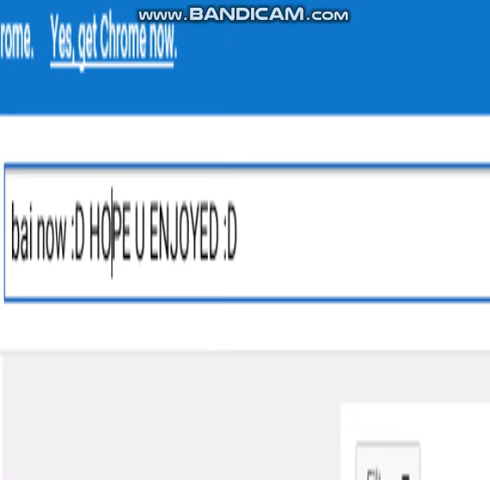 www.BANDICAM.com
rome. Yes, get Chrome now.
bai now :D HOPE U ENJOYED :D